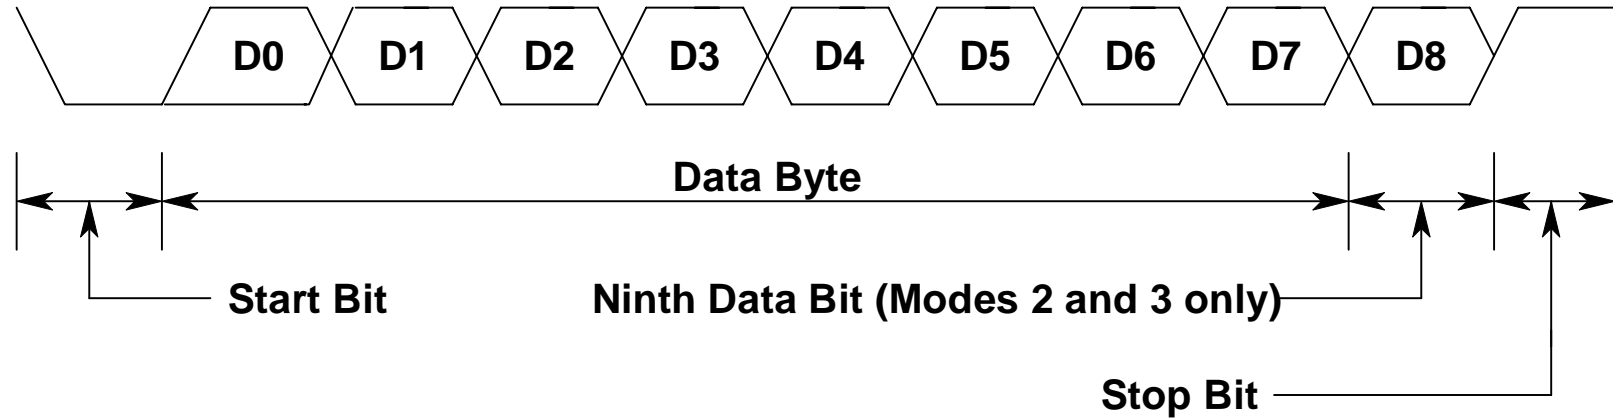 D0 D1 D2 D3 D4 D5 D6 D7 D8
Data Byte
Start Bit
Ninth Data Bit (Modes 2 and 3 only)
Stop Bit